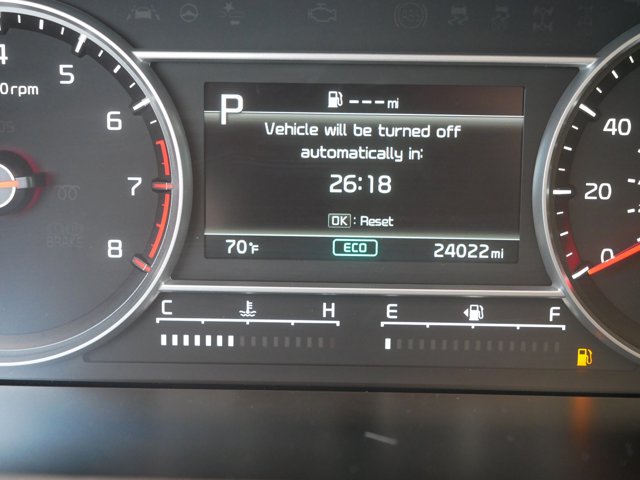 4
5
6
7
8
0rpm
P
---mi
Vehicle will be turned off
automatically in:
26:18
OK : Reset
70°F
ECO
24022mi
C H
E F
40
20
0
BRAKE